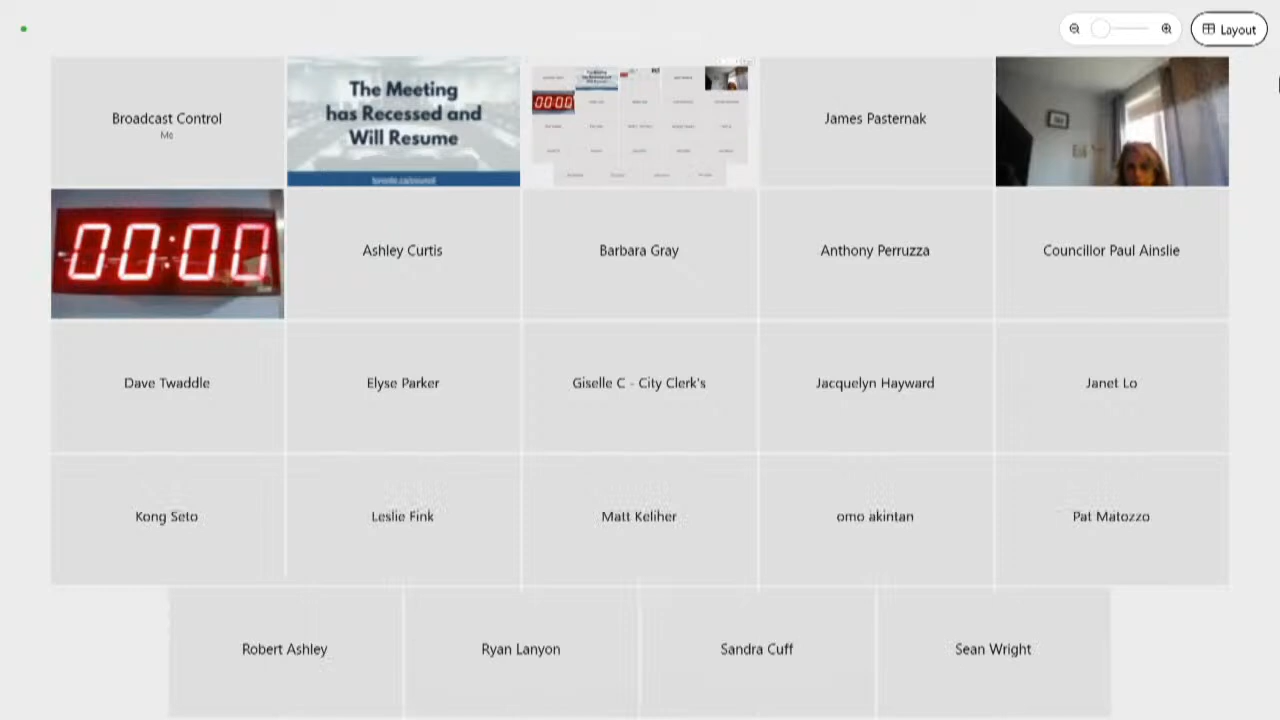 Layout
Broadcast Control
Me
The Meeting
has Recessed and
Will Resume
toronto.ca/council
James Pasternak
00:00
Ashley Curtis
Barbara Gray
Anthony Perruzza
Councillor Paul Ainslie
Dave Twaddle
Elyse Parker
Giselle C - City Clerk's
Jacquelyn Hayward
Janet Lo
Kong Seto
Leslie Fink
Matt Keliher
omo akintan
Pat Matozzo
Robert Ashley
Ryan Lanyon
Sandra Cuff
Sean Wright